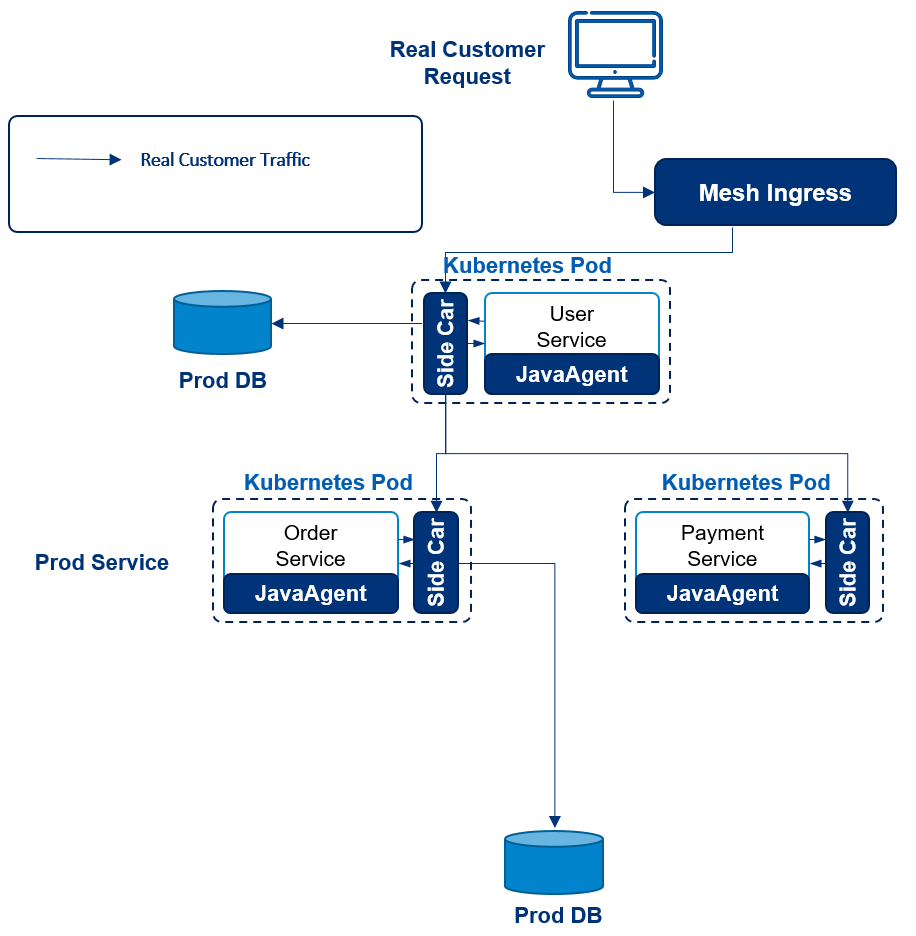 Real Customer
Request
Real Customer Traffic
Mesh Ingress
Kubernetes Pod
Side Car
User
Service
JavaAgent
Prod DB
Kubernetes Pod
Order
Service
JavaAgent
Side Car
Kubernetes Pod
Payment
Service
JavaAgent
Side Car
Prod Service
Prod DB